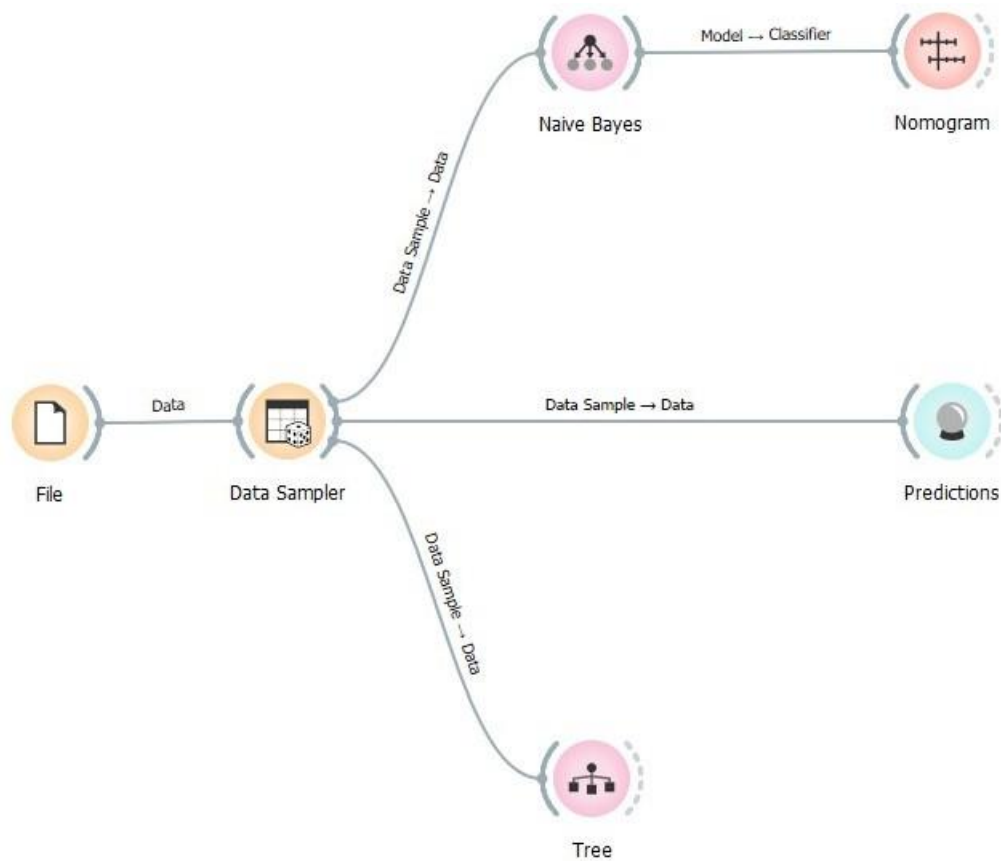 Model → Classifier
Naive Bayes
Nomogram
Data Sample → Data
Data
Data Sample → Data
File
Data Sampler
Predictions
Data Sample → Data
Tree